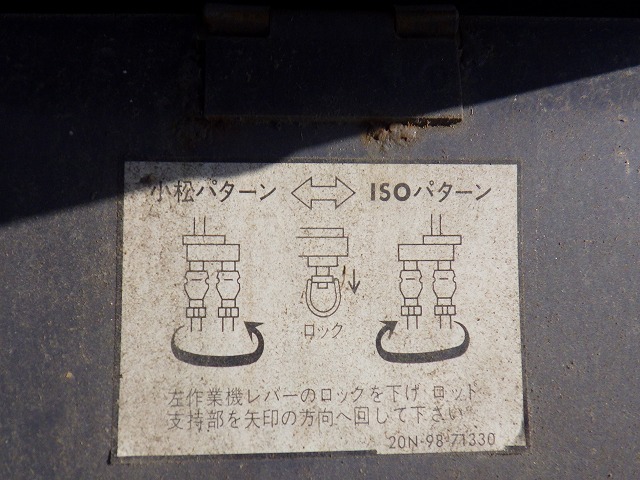 小松パターン ⇔ ISOパターン
ロック
左作業機レバーのロックを下げ ロッド
支持部を矢印の方向へ回して下さい。
20N-98-71330